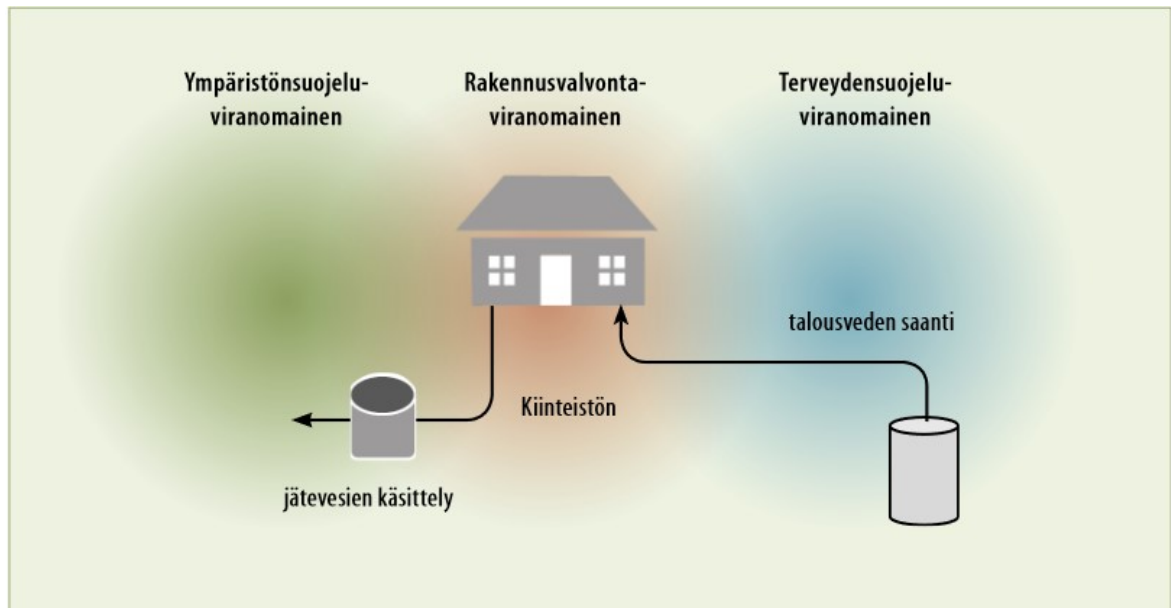 Ympäristönsuojelu-
viranomainen
Rakennusvalvonta-
viranomainen
Terveydensuojelu-
viranomainen
talousveden saanti
Kiinteistön
jätevesien käsittely